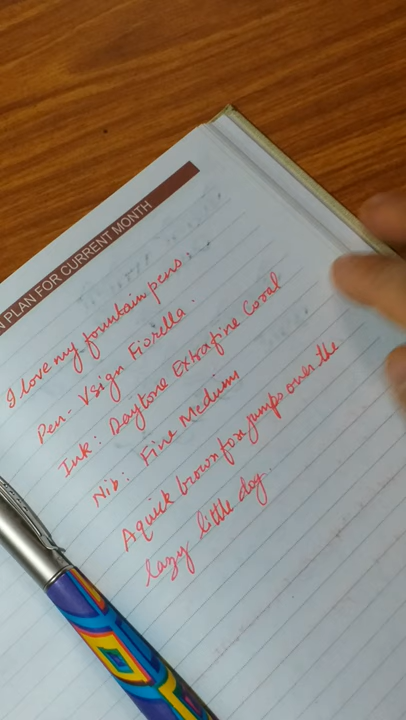 N PLAN FOR CURRENT MONTH
I love my fountain pens.
Pen - Vsign Fiorella.
Ink: Daytone Extrafine Coral
Nib: Fine Medium
A quick brown fox jumps over the
lazy little dog.